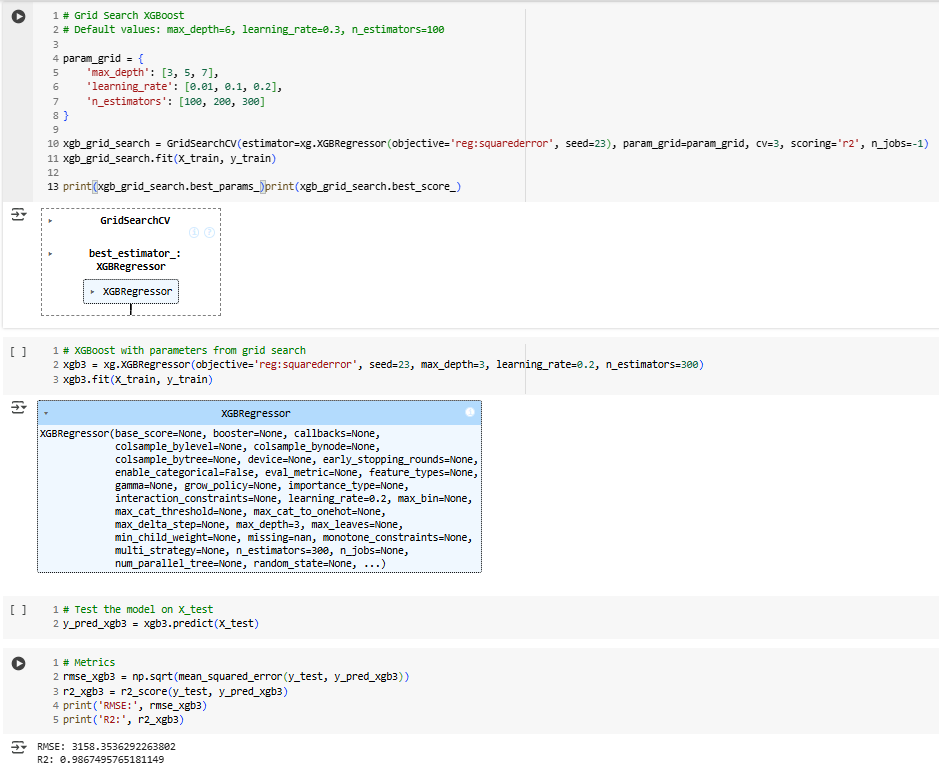 1 # Grid Search XGBoost
2 # Default values: max_depth=6, learning_rate=0.3, n_estimators=100
3
4 param_grid = {
5     'max_depth': [3, 5, 7],
6     'learning_rate': [0.01, 0.1, 0.2],
7     'n_estimators': [100, 200, 300]
8 }
9
10 xgb_grid_search = GridSearchCV(estimator=xg.XGBRegressor(objective='reg:squarederror', seed=23), param_grid=param_grid, cv=3, scoring='r2', n_jobs=-1)
11 xgb_grid_search.fit(X_train, y_train)
12
13 print(xgb_grid_search.best_params_)print(xgb_grid_search.best_score_)
GridSearchCV
i ?
best_estimator_:
XGBRegressor
XGBRegressor
[ ]
1 # XGBoost with parameters from grid search
2 xgb3 = xg.XGBRegressor(objective='reg:squarederror', seed=23, max_depth=3, learning_rate=0.2, n_estimators=300)
3 xgb3.fit(X_train, y_train)
XGBRegressor
i
XGBRegressor(base_score=None, booster=None, callbacks=None,
colsample_bylevel=None, colsample_bynode=None,
colsample_bytree=None, device=None, early_stopping_rounds=None,
enable_categorical=False, eval_metric=None, feature_types=None,
gamma=None, grow_policy=None, importance_type=None,
interaction_constraints=None, learning_rate=0.2, max_bin=None,
max_cat_threshold=None, max_cat_to_onehot=None,
max_delta_step=None, max_depth=3, max_leaves=None,
min_child_weight=None, missing=nan, monotone_constraints=None,
multi_strategy=None, n_estimators=300, n_jobs=None,
num_parallel_tree=None, random_state=None, ...)
[ ]
1 # Test the model on X_test
2 y_pred_xgb3 = xgb3.predict(X_test)
1 # Metrics
2 rmse_xgb3 = np.sqrt(mean_squared_error(y_test, y_pred_xgb3))
3 r2_xgb3 = r2_score(y_test, y_pred_xgb3)
4 print('RMSE:', rmse_xgb3)
5 print('R2:', r2_xgb3)
RMSE: 3158.3536292263802
R2: 0.9867495765181149